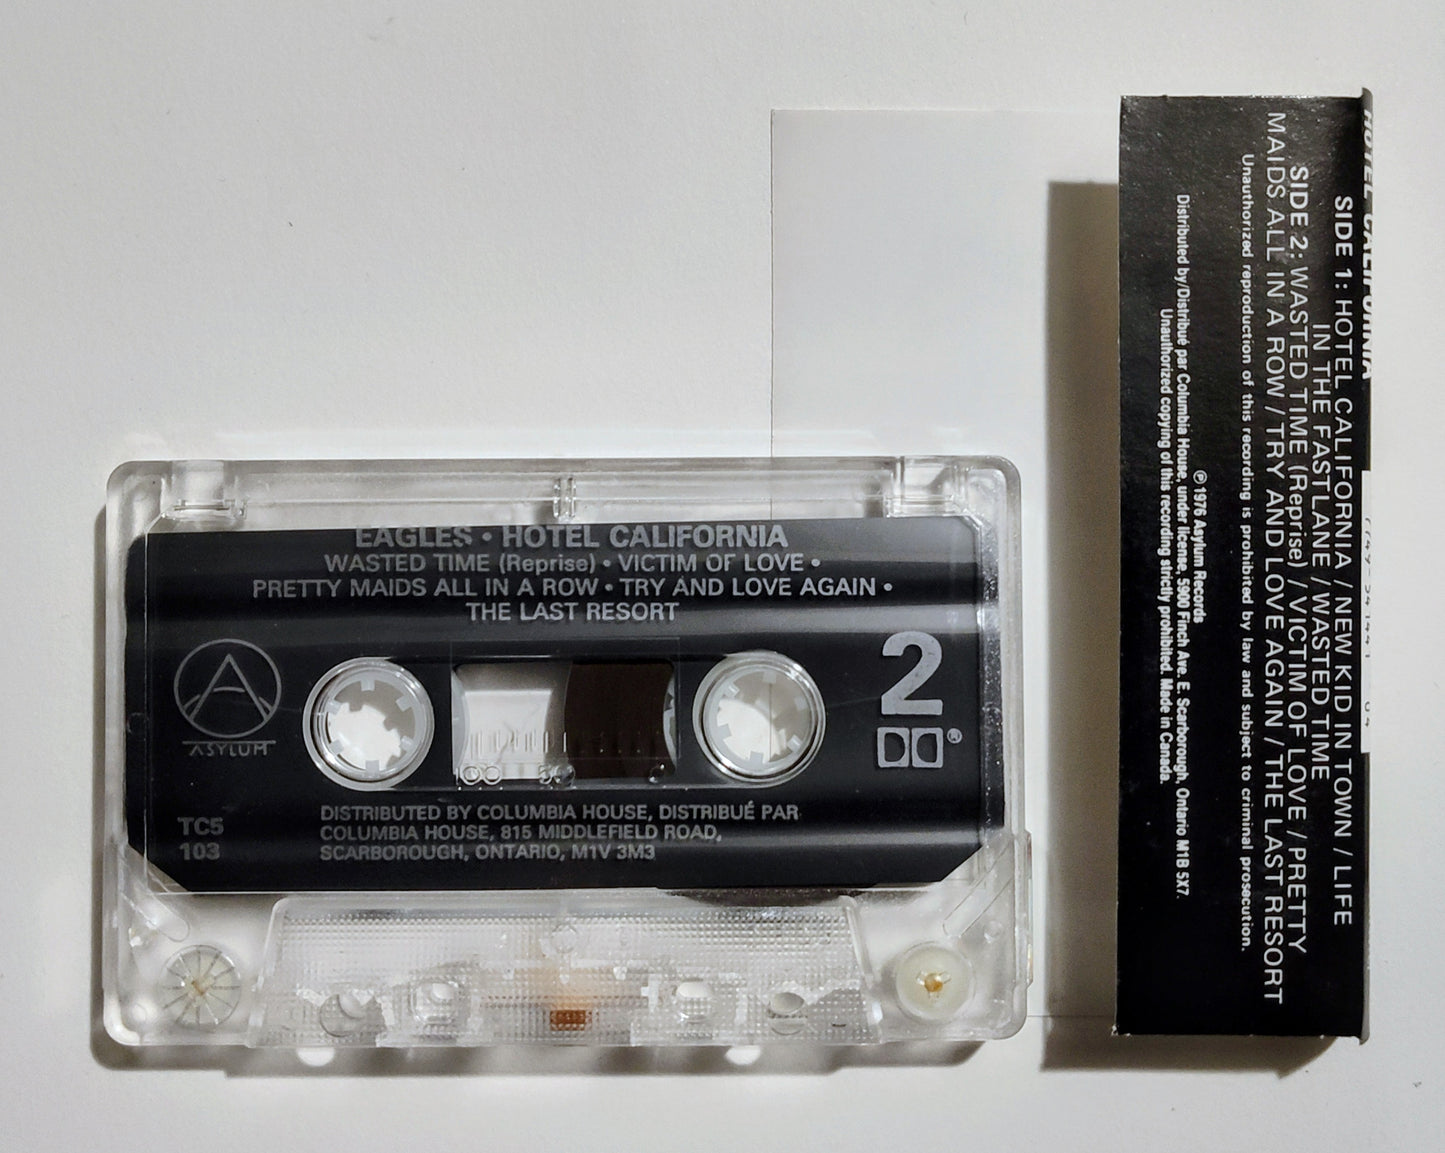 EAGLES • HOTEL CALIFORNIA
WASTED TIME (Reprise) • VICTIM OF LOVE •
PRETTY MAIDS ALL IN A ROW • TRY AND LOVE AGAIN •
THE LAST RESORT
2
ASYLUM
100 50 0
TC5
103
DISTRIBUTED BY COLUMBIA HOUSE, DISTRIBUÉ PAR
COLUMBIA HOUSE, 815 MIDDLEFIELD ROAD,
SCARBOROUGH, ONTARIO, M1V 3M3
HOTEL CALIFORNIA
SIDE 1: HOTEL CALIFORNIA / NEW KID IN TOWN / LIFE
IN THE FAST LANE / WASTED TIME
SIDE 2: WASTED TIME (Reprise) / VICTIM OF LOVE / PRETTY
MAIDS ALL IN A ROW / TRY AND LOVE AGAIN / THE LAST RESORT
Unauthorized reproduction of this recording is prohibited by law and subject to criminal prosecution.
℗ 1976 Asylum Records
Distributed by/Distribué par Columbia House, under license, 5900 Finch Ave. E. Scarborough, Ontario M1B 5X7.
Unauthorized copying of this recording strictly prohibited. Made in Canada.